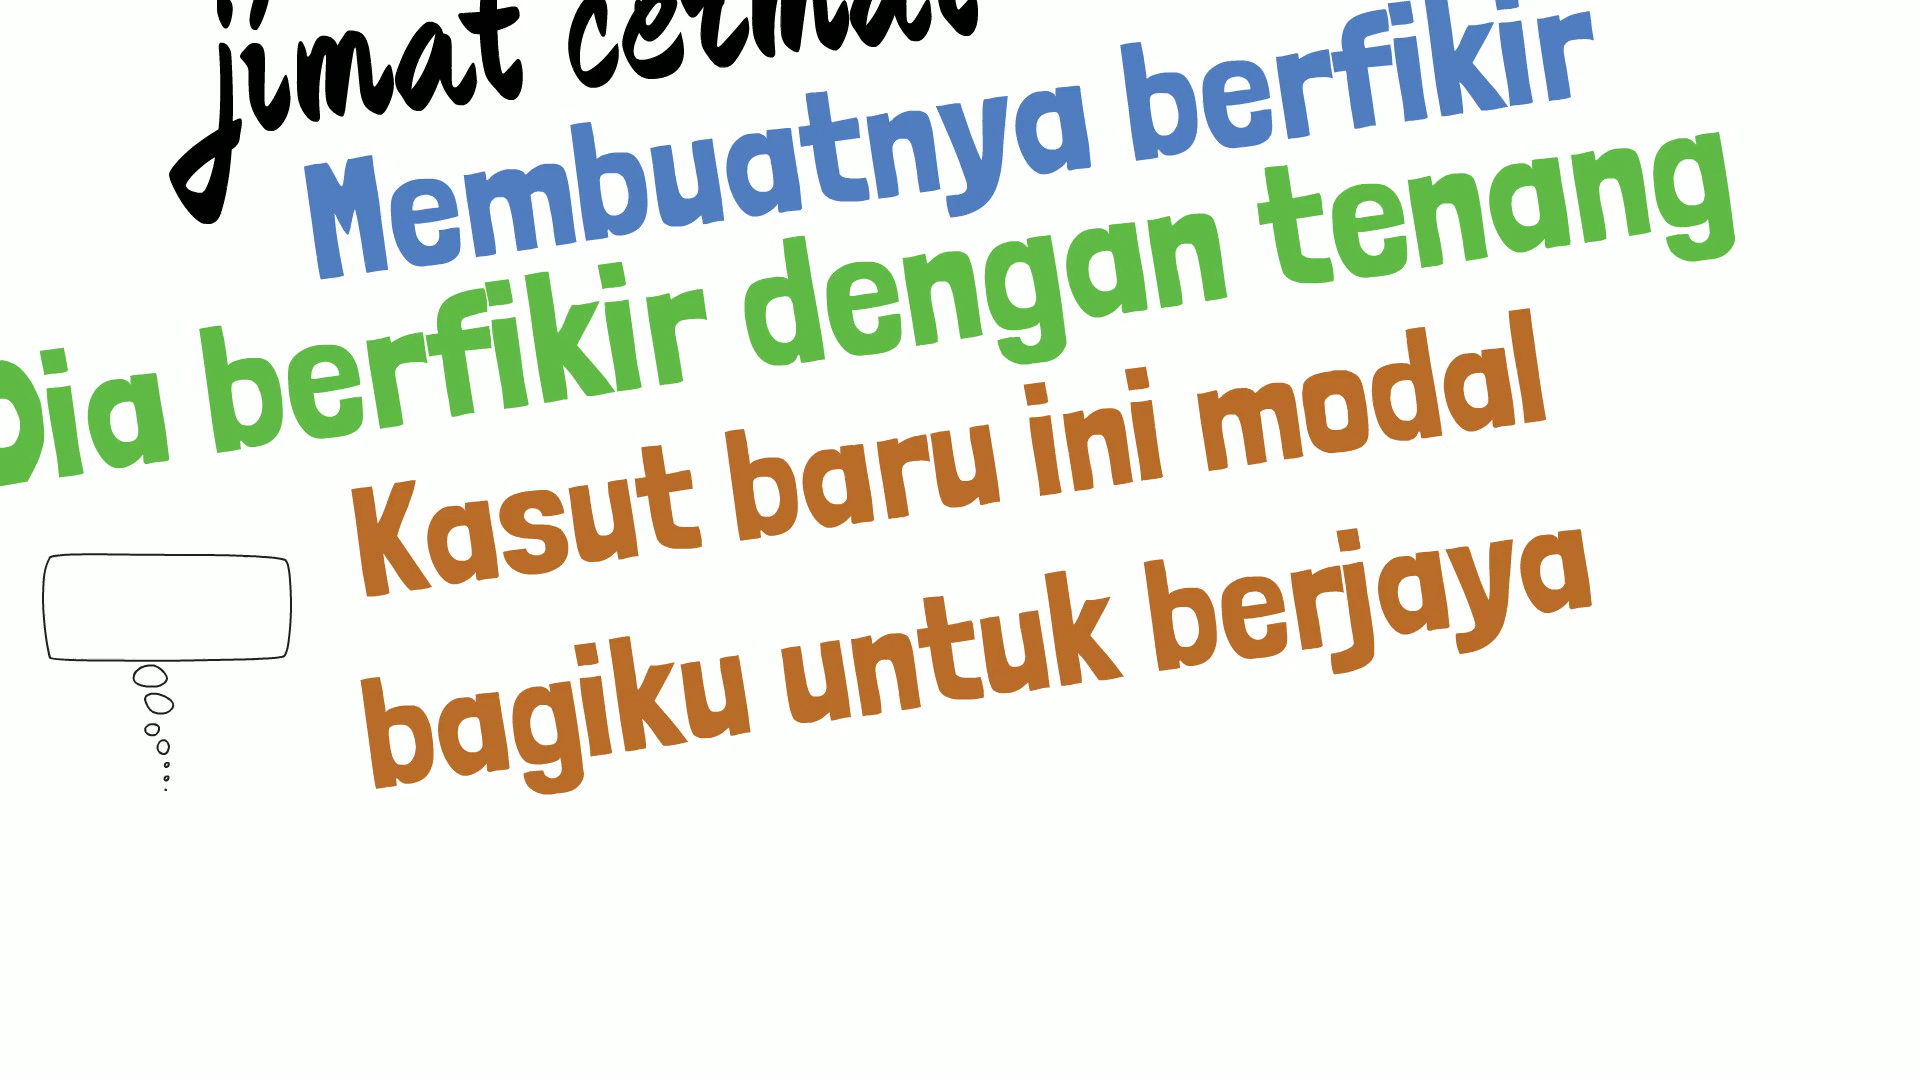 jimat cermat
Membuatnya berfikir
Dia berfikir dengan tenang
Kasut baru ini modal
bagiku untuk berjaya